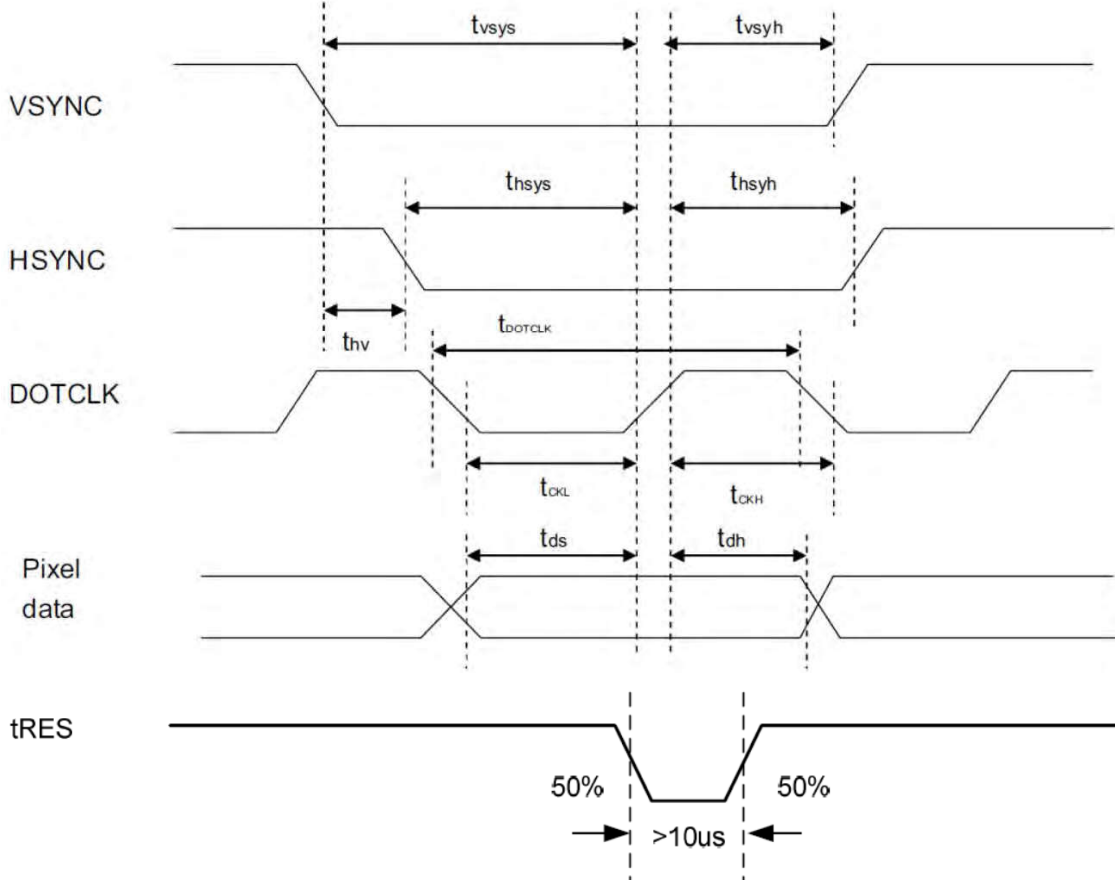 tvsys
tvsyh
VSYNC
thsys
thsyh
HSYNC
thv
tDOTCLK
DOTCLK
tCKL
tCKH
tds
tdh
Pixel
data
tRES
50%
50%
>10us